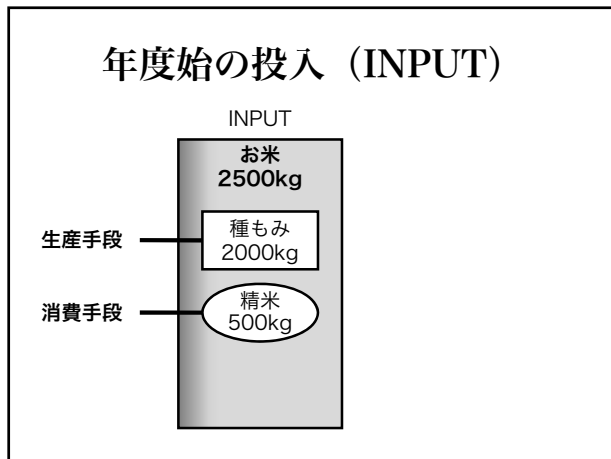 年度始の投入（INPUT）
INPUT
お米
2500kg
生産手段
種もみ
2000kg
消費手段
精米
500kg